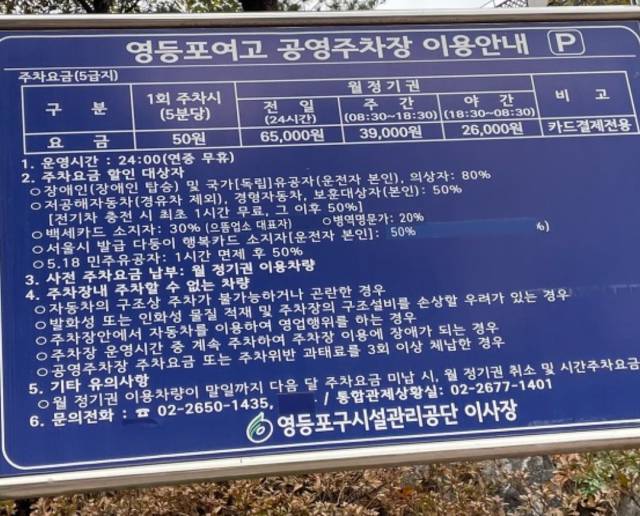 영등포여고 공영주차장 이용안내 P
주차요금(5급지)
구 분 1회 주차시 (5분당) 월정기권 비 고
전 일 (24시간) 주 간 (08:30~18:30) 야 간 (18:30~08:30)
요 금 50원 65,000원 39,000원 26,000원 카드결제전용
1. 운영시간 : 24:00(연중 무휴)
2. 주차요금 할인 대상자
○장애인(장애인 탑승) 및 국가[독립]유공자(운전자 본인), 의상자: 80%
○저공해자동차(경유차 제외), 경형자동차, 보훈대상자(본인): 50%
[전기차 충전 시 최초 1시간 무료, 그 이후 50%]
○백세카드 소지자: 30% (으뜸업소 대표자) ○병역명문가: 20%
○서울시 발급 다둥이 행복카드 소지자[운전자 본인]: 50% %)
○5.18 민주유공자: 1시간 면제 후 50%
3. 사전 주차요금 납부: 월 정기권 이용차량
4. 주차장내 주차할 수 없는 차량
○자동차의 구조상 주차가 불가능하거나 곤란한 경우
○발화성 또는 인화성 물질 적재 및 주차장의 구조설비를 손상할 우려가 있는 경우
○주차장안에서 자동차를 이용하여 영업행위를 하는 경우
○주차장 운영시간 중 계속 주차하여 주차장 이용에 장애가 되는 경우
○공영주차장 주차요금 또는 주차위반 과태료를 3회 이상 체납한 경우
5. 기타 유의사항
○월 정기권 이용차량이 말일까지 다음 달 주차요금 미납 시, 월 정기권 취소 및 시간주차요금
6. 문의전화 : ☎ 02-2650-1435, / 통합관제상황실: 02-2677-1401
영등포구시설관리공단 이사장